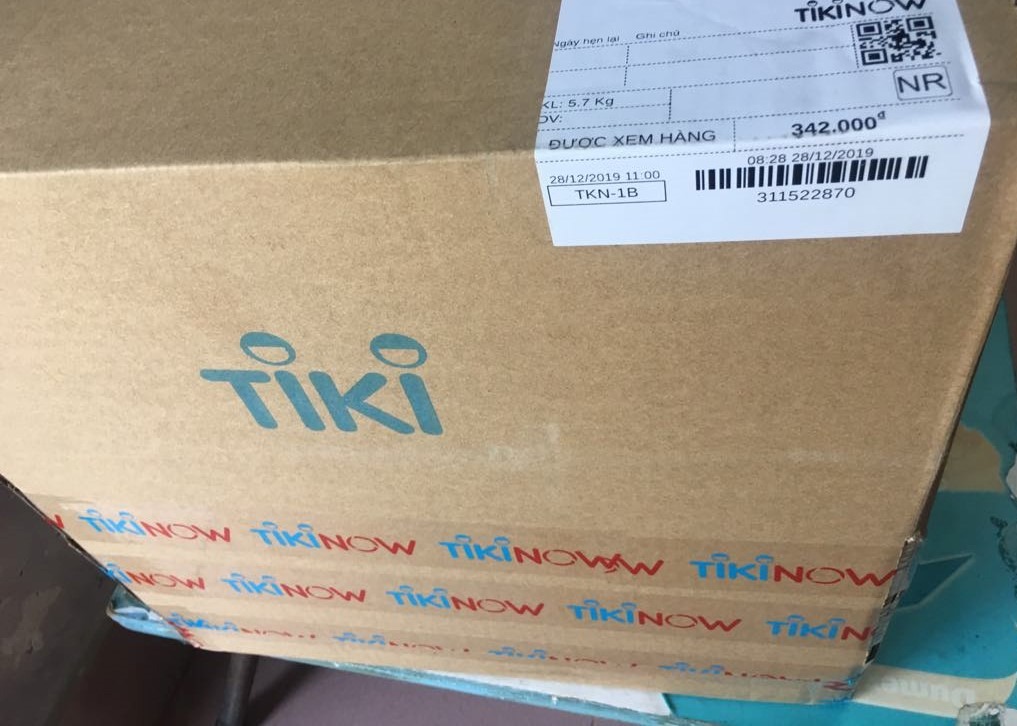 TIKINOW
Ngày hẹn lại Ghi chú
NR
KL: 5.7 Kg
DV:
ĐƯỢC XEM HÀNG 342.000đ
08:28 28/12/2019
28/12/2019 11:00
TKN-1B
311522870
TIKI
TIKINOW TIKINOW TIKINOW TIKINOW
TIKINOW TIKINOW TIKINOW TIKINOW TIKIN